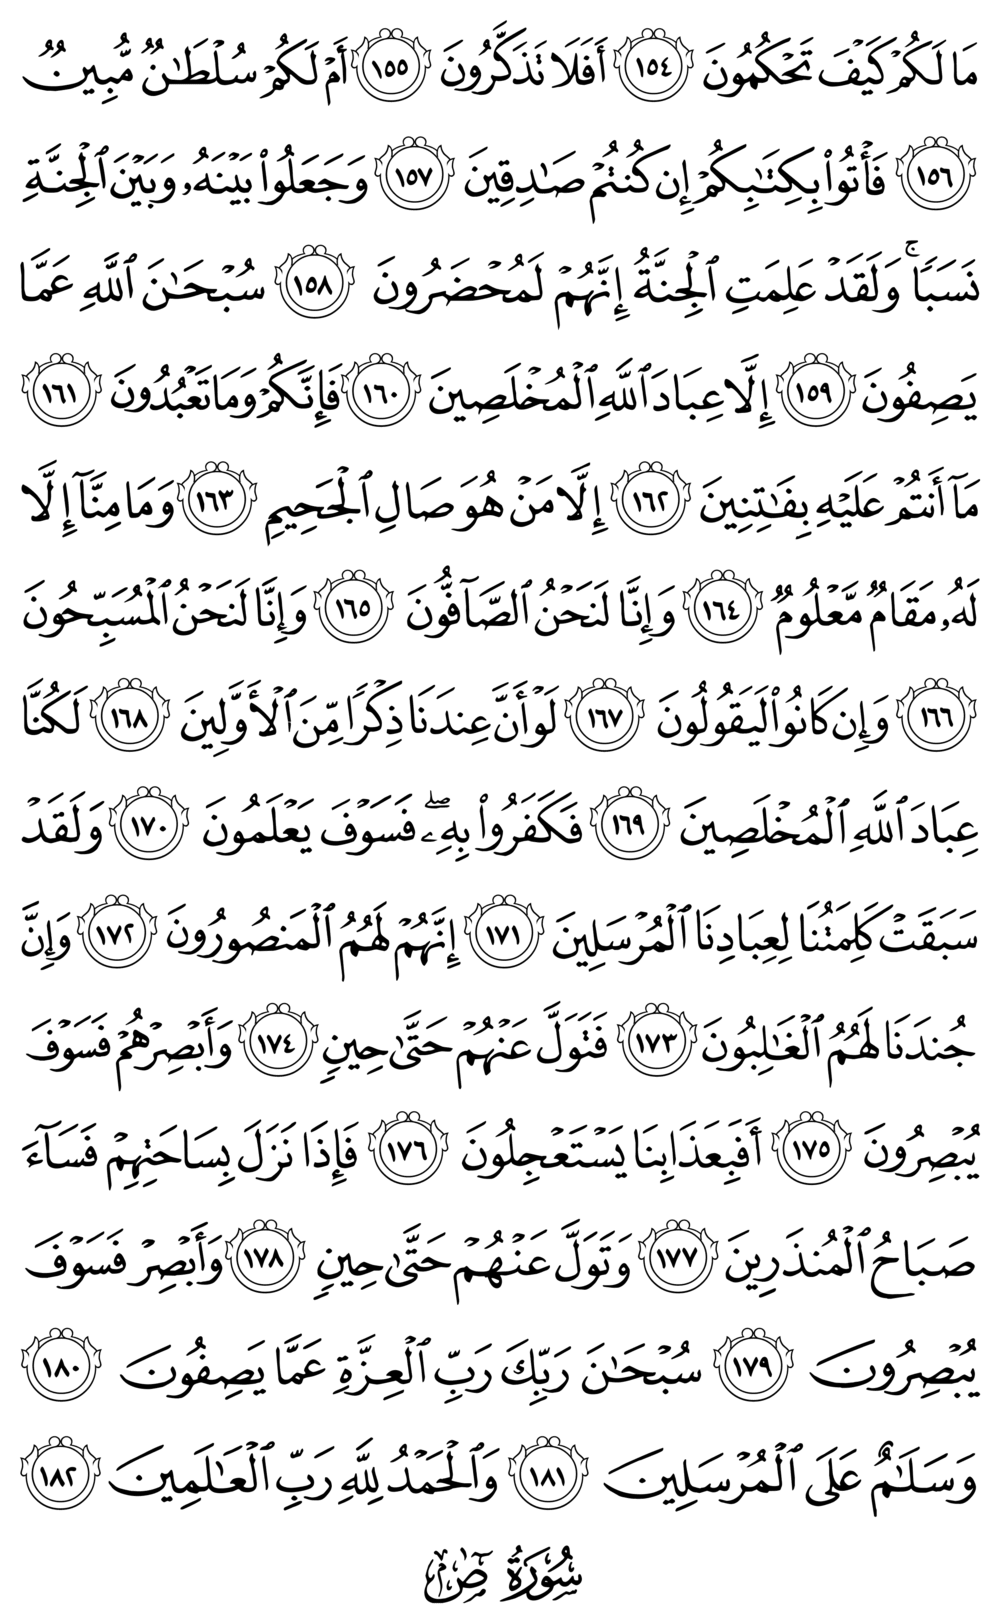 مَا لَكُمْ كَيْفَ تَحْكُمُونَ ١٥٤ أَفَلَا تَذَكَّرُونَ ١٥٥ أَمْ لَكُمْ سُلْطَٰنٌ مُّبِينٌ
١٥٦ فَأْتُوا۟ بِكِتَٰبِكُمْ إِن كُنتُمْ صَٰدِقِينَ ١٥٧ وَجَعَلُوا۟ بَيْنَهُۥ وَبَيْنَ ٱلْجِنَّةِ
نَسَبًا ۚ وَلَقَدْ عَلِمَتِ ٱلْجِنَّةُ إِنَّهُمْ لَمُحْضَرُونَ ١٥٨ سُبْحَٰنَ ٱللَّهِ عَمَّا
يَصِفُونَ ١٥٩ إِلَّا عِبَادَ ٱللَّهِ ٱلْمُخْلَصِينَ ١٦٠ فَإِنَّكُمْ وَمَا تَعْبُدُونَ ١٦١
مَآ أَنتُمْ عَلَيْهِ بِفَٰتِنِينَ ١٦٢ إِلَّا مَنْ هُوَ صَالِ ٱلْجَحِيمِ ١٦٣ وَمَا مِنَّآ إِلَّا
لَهُۥ مَقَامٌ مَّعْلُومٌ ١٦٤ وَإِنَّا لَنَحْنُ ٱلصَّآفُّونَ ١٦٥ وَإِنَّا لَنَحْنُ ٱلْمُسَبِّحُونَ
١٦٦ وَإِن كَانُوا۟ لَيَقُولُونَ ١٦٧ لَوْ أَنَّ عِندَنَا ذِكْرًا مِّنَ ٱلْأَوَّلِينَ ١٦٨ لَكُنَّا
عِبَادَ ٱللَّهِ ٱلْمُخْلَصِينَ ١٦٩ فَكَفَرُوا۟ بِهِۦ ۖ فَسَوْفَ يَعْلَمُونَ ١٧٠ وَلَقَدْ
سَبَقَتْ كَلِمَتُنَا لِعِبَادِنَا ٱلْمُرْسَلِينَ ١٧١ إِنَّهُمْ لَهُمُ ٱلْمَنصُورُونَ ١٧٢ وَإِنَّ
جُندَنَا لَهُمُ ٱلْغَٰلِبُونَ ١٧٣ فَتَوَلَّ عَنْهُمْ حَتَّىٰ حِينٍ ١٧٤ وَأَبْصِرْهُمْ فَسَوْفَ
يُبْصِرُونَ ١٧٥ أَفَبِعَذَابِنَا يَسْتَعْجِلُونَ ١٧٦ فَإِذَا نَزَلَ بِسَاحَتِهِمْ فَسَآءَ
صَبَاحُ ٱلْمُنذَرِينَ ١٧٧ وَتَوَلَّ عَنْهُمْ حَتَّىٰ حِينٍ ١٧٨ وَأَبْصِرْ فَسَوْفَ
يُبْصِرُونَ ١٧٩ سُبْحَٰنَ رَبِّكَ رَبِّ ٱلْعِزَّةِ عَمَّا يَصِفُونَ ١٨٠
وَسَلَٰمٌ عَلَى ٱلْمُرْسَلِينَ ١٨١ وَٱلْحَمْدُ لِلَّهِ رَبِّ ٱلْعَٰلَمِينَ ١٨٢
سُورَةُ صٓ